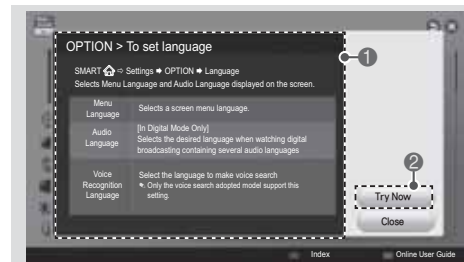 OPTION > To set language
SMART ⇨ Settings ➡ OPTION ➡ Language
Selects Menu Language and Audio Language displayed on the screen.
Menu
Language
Selects a screen menu language.
Audio
Language
[In Digital Mode Only]
Selects the desired language when watching digital
broadcasting containing several audio languages
Voice
Recognition
Language
Select the language to make voice search
Only the voice search adopted model support this
setting.
1
2
Try Now
Close
Index
Online User Guide